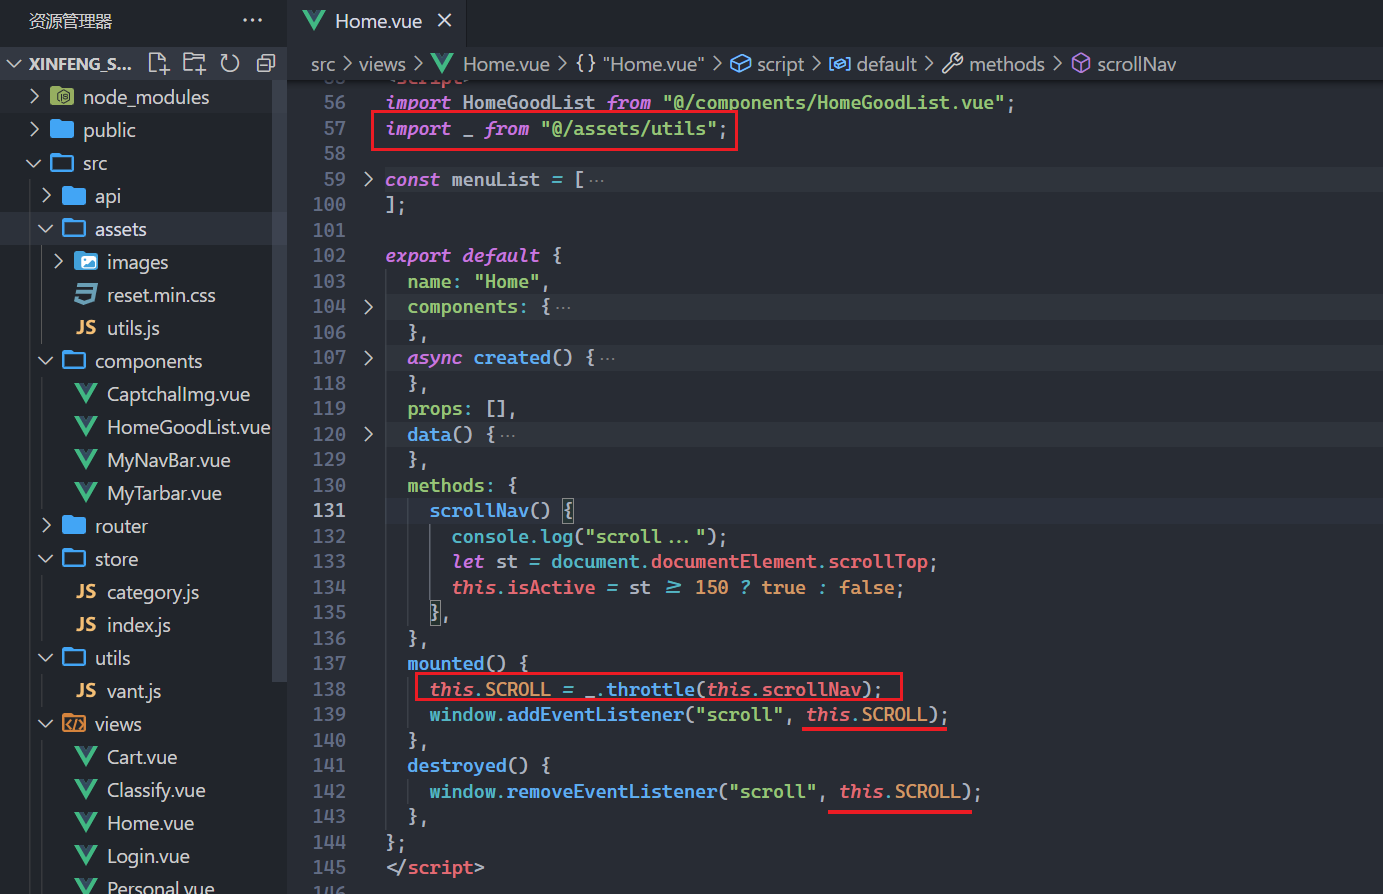 资源管理器
XINFENG_S...
node_modules
public
src
api
assets
images
reset.min.css
JS utils.js
components
CaptchalImg.vue
HomeGoodList.vue
MyNavBar.vue
MyTarbar.vue
router
store
JS category.js
JS index.js
utils
JS vant.js
views
Cart.vue
Classify.vue
Home.vue
Login.vue
Personal.vue
Home.vue
src > views > Home.vue > {} "Home.vue" > script > default > methods > scrollNav
<script>
56 import HomeGoodList from "@/components/HomeGoodList.vue";
57 import _ from "@/assets/utils";
58
59 const menuList = [ ...
100 ];
101
102 export default {
103 name: "Home",
104 components: { ...
106 },
107 async created() { ...
118 },
119 props: [],
120 data() { ...
129 },
130 methods: {
131 scrollNav() {
132 console.log("scroll...");
133 let st = document.documentElement.scrollTop;
134 this.isActive = st ≥ 150 ? true : false;
135 },
136 },
137 mounted() {
138 this.SCROLL = _.throttle(this.scrollNav);
139 window.addEventListener("scroll", this.SCROLL);
140 },
141 destroyed() {
142 window.removeEventListener("scroll", this.SCROLL);
143 },
144 };
145 </script>
146